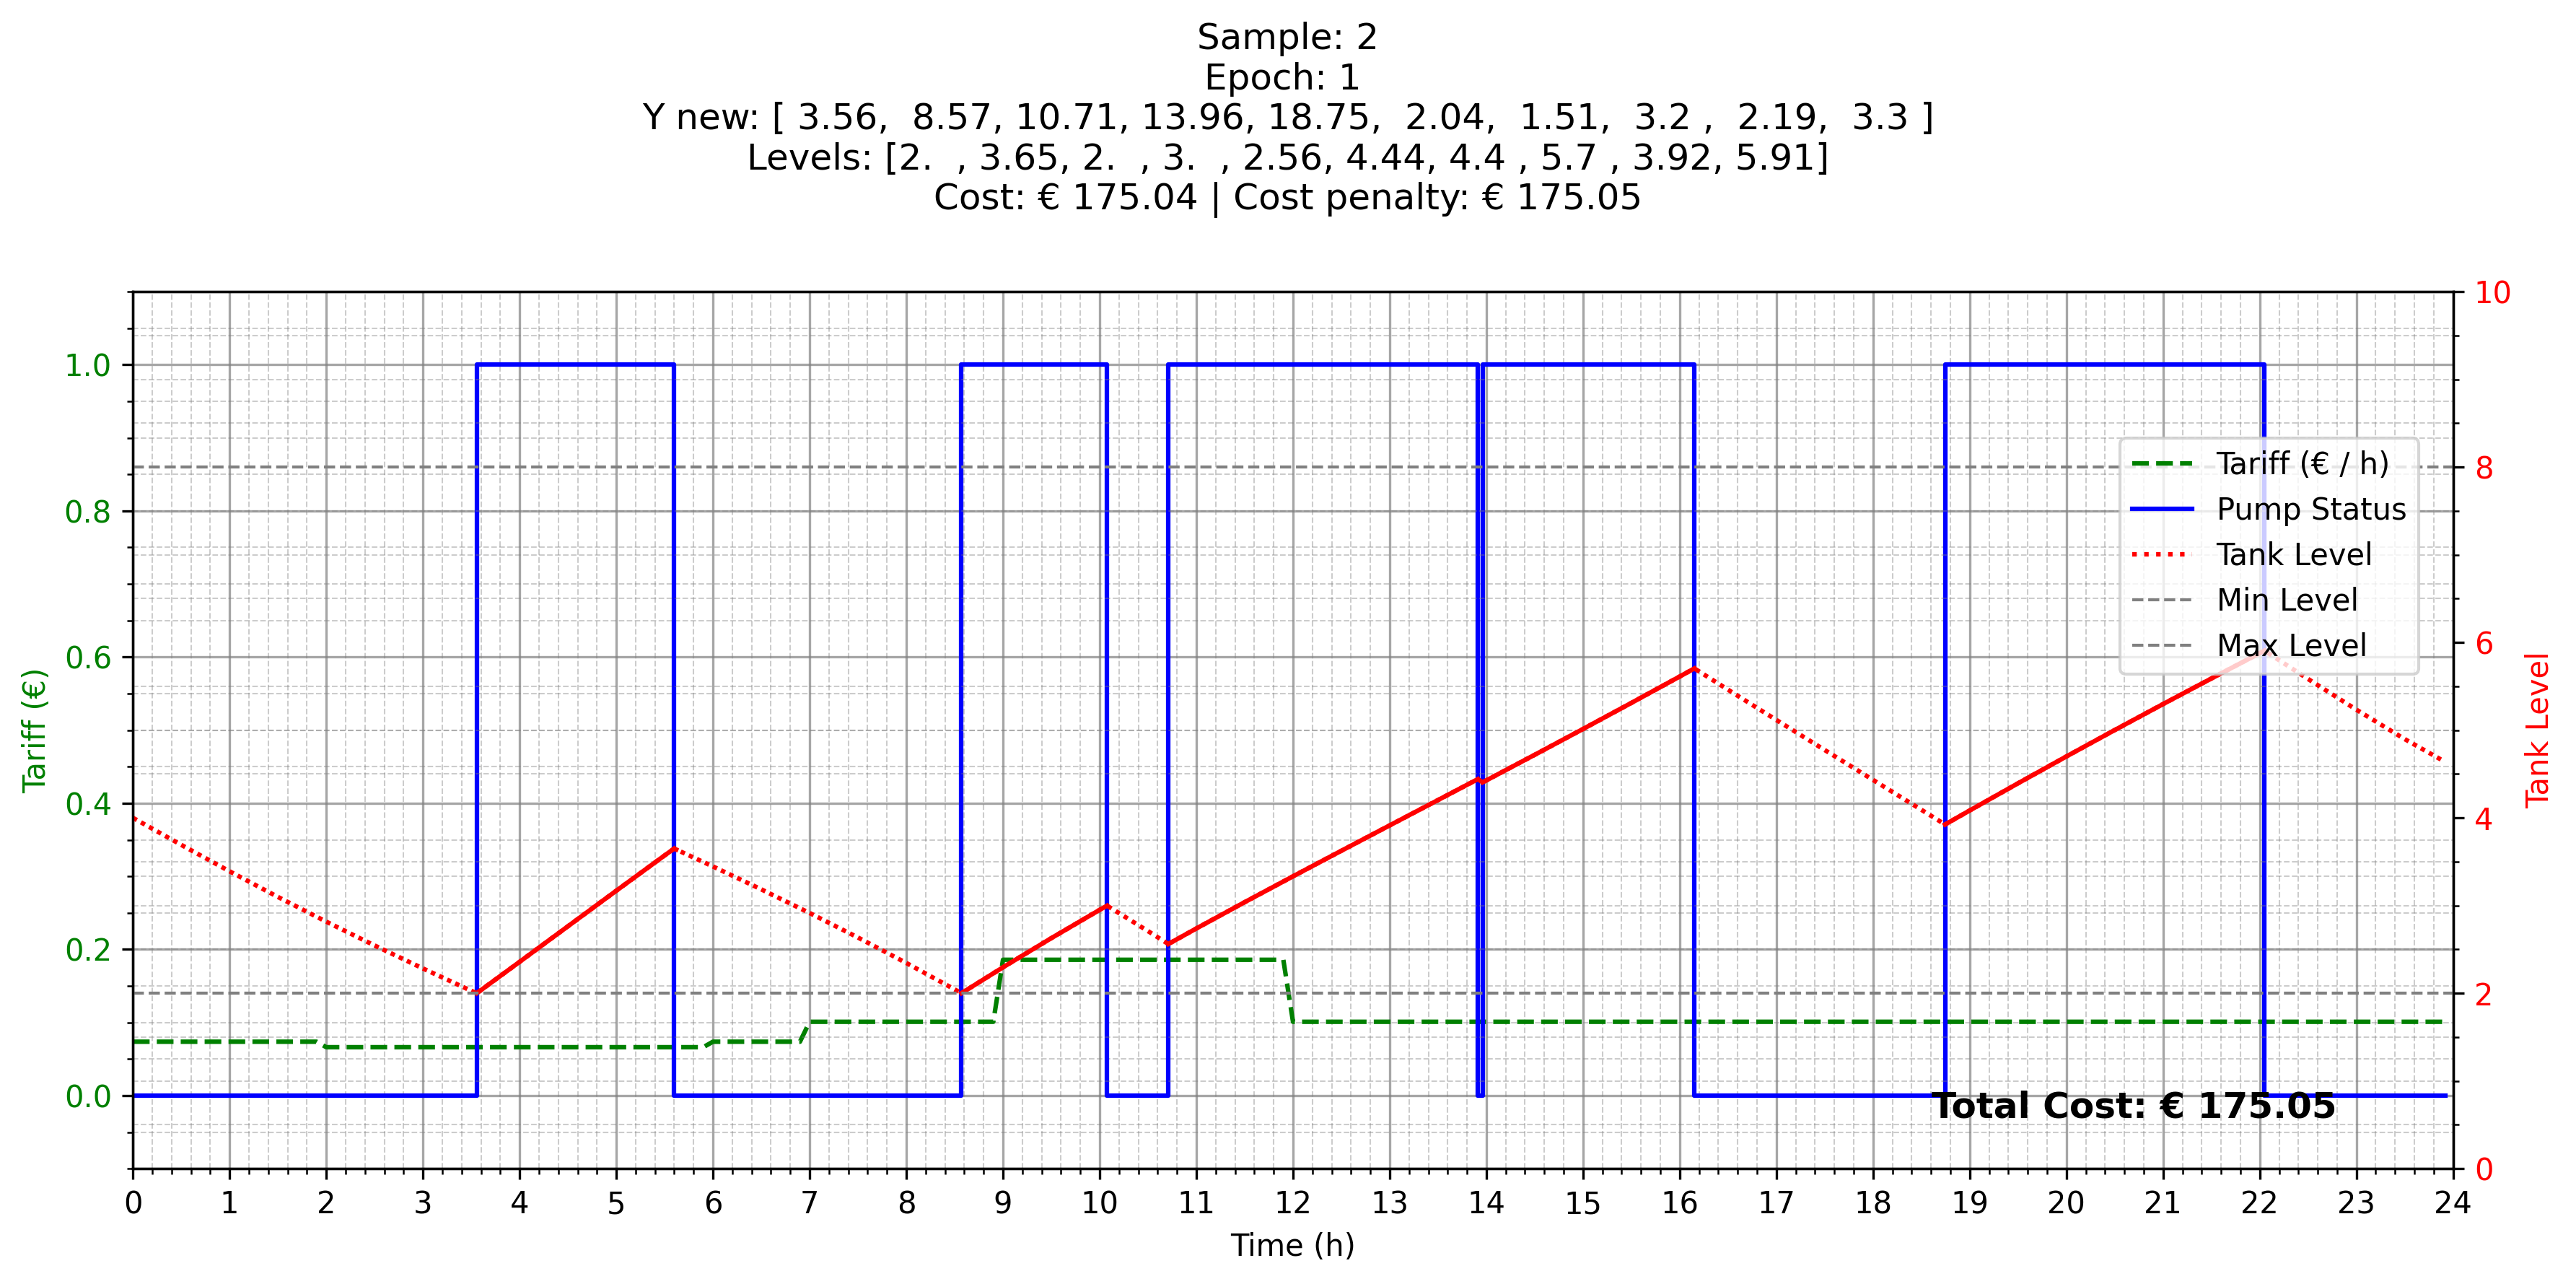 Sample: 2
Epoch: 1
Y new: [ 3.56,  8.57, 10.71, 13.96, 18.75,  2.04,  1.51,  3.2 ,  2.19,  3.3 ]
Levels: [2.  , 3.65, 2.  , 3.  , 2.56, 4.44, 4.4 , 5.7 , 3.92, 5.91]
Cost: € 175.04 | Cost penalty: € 175.05
10
1.0
8
0.8
6
0.6
4
0.4
0.2
2
0.0
0
Tariff (€)
Tank Level
Tariff (€ / h)
Pump Status
Tank Level
Min Level
Max Level
Total Cost: € 175.05
0 1 2 3 4 5 6 7 8 9 10 11 12 13 14 15 16 17 18 19 20 21 22 23 24
Time (h)